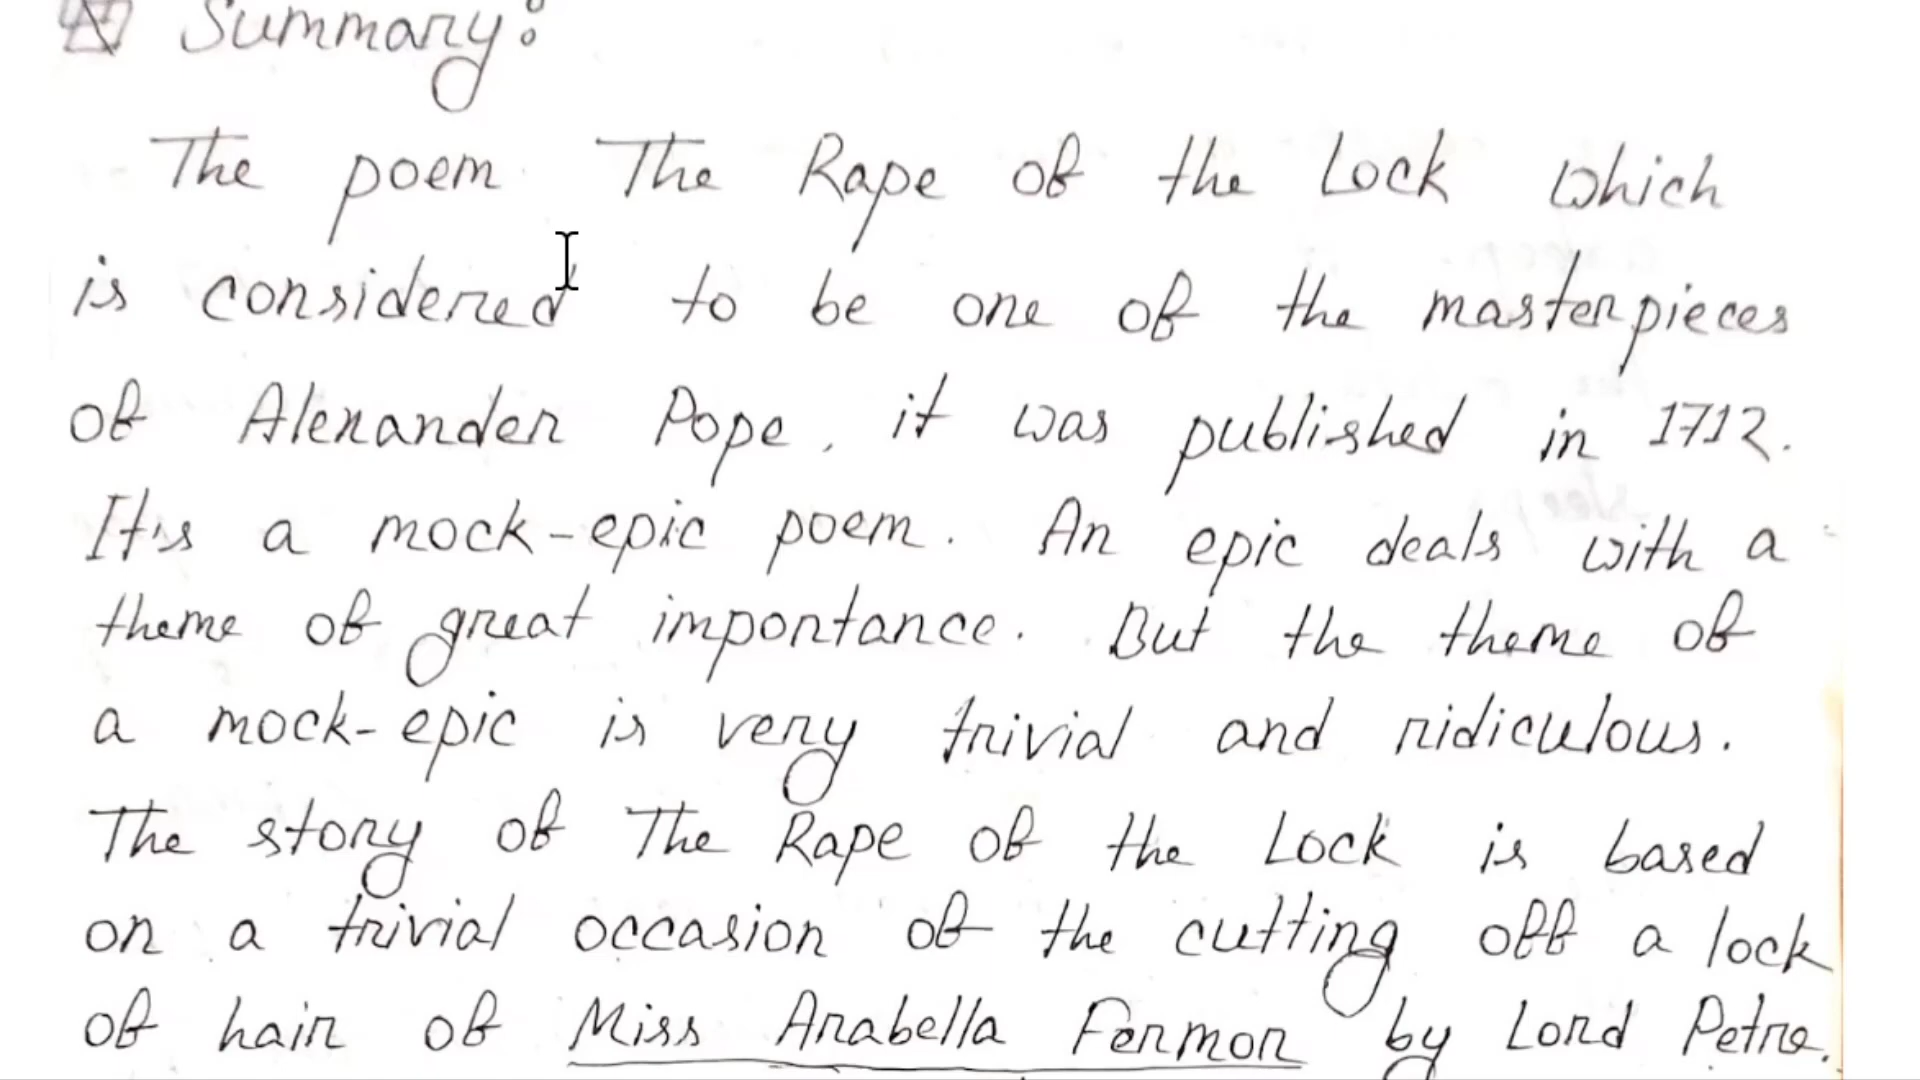 Summary:
The poem The Rape of the Lock which
is considered to be one of the masterpieces
of Alexander Pope, it was published in 1712.
It is a mock-epic poem. An epic deals with a
theme of great importance. But the theme of
a mock-epic is very trivial and ridiculous.
The story of The Rape of the Lock is based
on a trivial occasion of the cutting off a lock
of hair of Miss Arabella Fermor by Lord Petre.